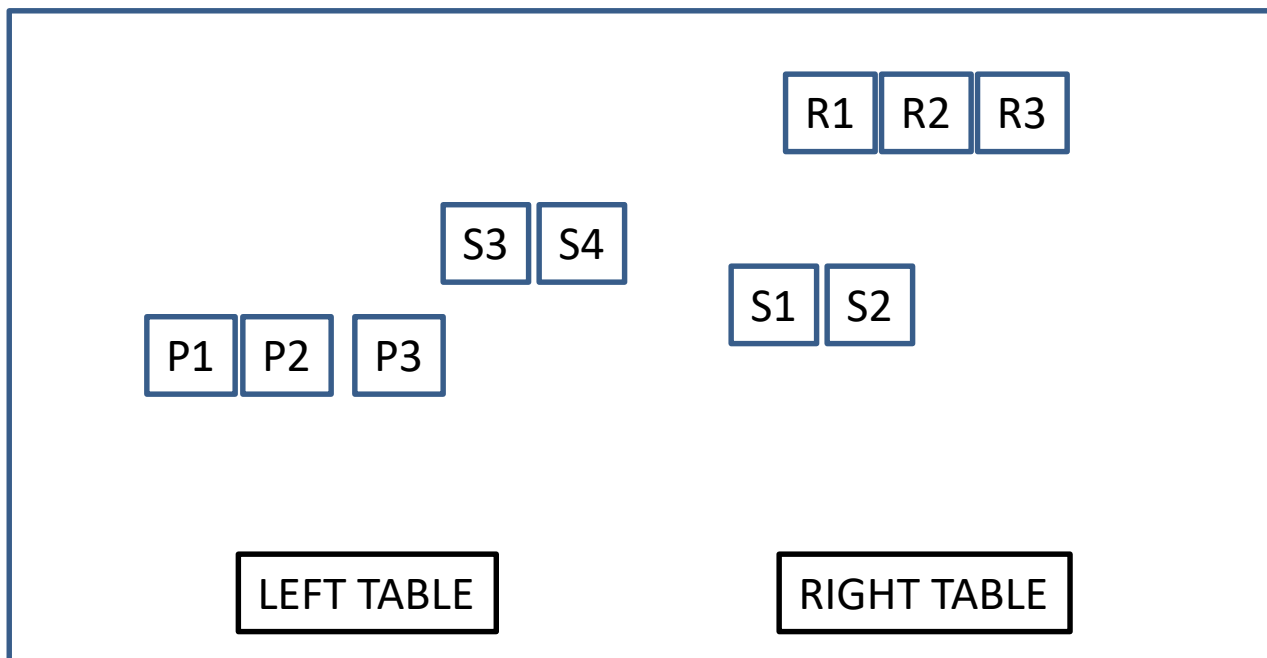 R1 R2 R3
S3 S4
S1 S2
P1 P2 P3
LEFT TABLE
RIGHT TABLE